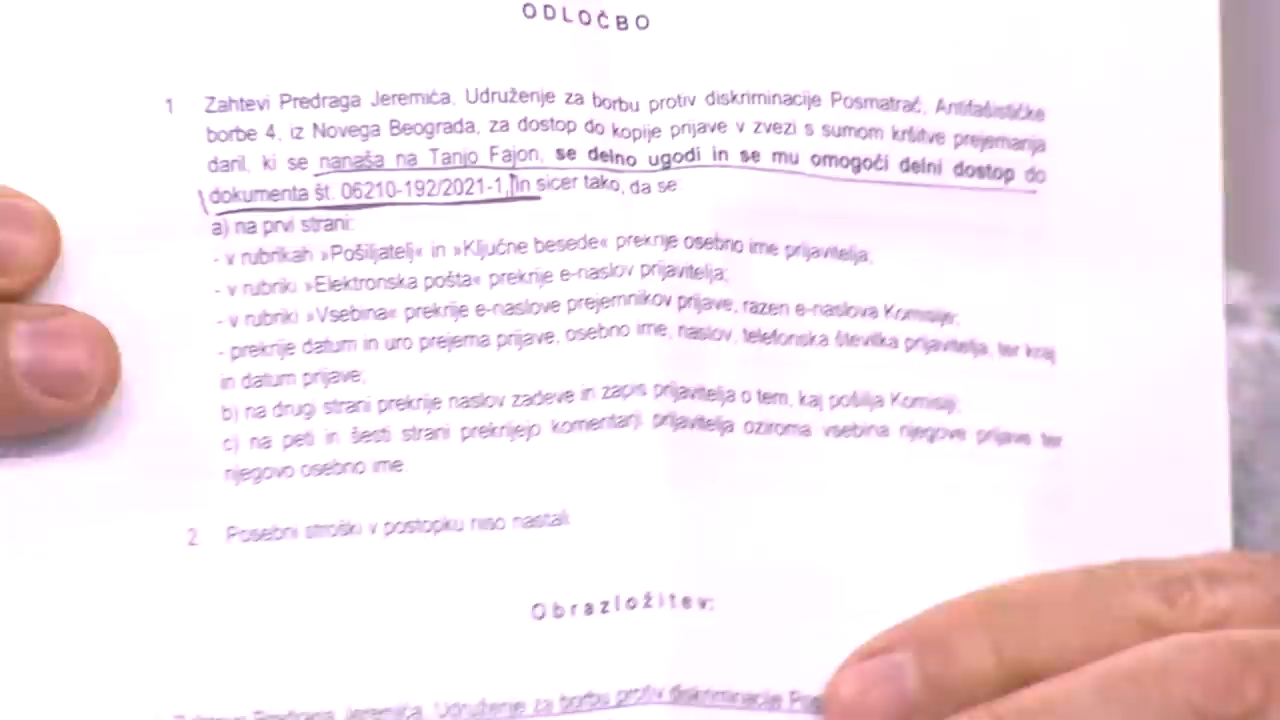 ODLOČBO
1 Zahtevi Predraga Jeremića, Udruženje za borbu protiv diskriminacije Posmatrač, Antifašističke
borbe 4, iz Novega Beograda, za dostop do kopije prijave v zvezi s sumom kršitve prejemanja
daril, ki se nanaša na Tanjo Fajon, se delno ugodi in se mu omogoči delni dostop do
dokumenta št. 06210-192/2021-1, in sicer tako, da se:
a) na prvi strani:
- v rubrikah »Pošiljatelj« in »Ključne besede« prekrije osebno ime prijavitelja;
- v rubriki »Elektronska pošta« prekrije e-naslov prijavitelja;
- v rubriki »Vsebina« prekrije e-naslove prejemnikov prijave, razen e-naslova Komisije;
- prekrije datum in uro prejema prijave, osebno ime, naslov, telefonska številka prijavitelja, ter kraj
in datum prijave;
b) na drugi strani prekrije naslov zadeve in zapis prijavitelja o tem, kaj pošilja Komisiji;
c) na peti in šesti strani prekrijejo komentarji prijavitelja oziroma vsebina njegove prijave ter
njegovo osebno ime.
2 Posebni stroški v postopku niso nastali.
Obrazložitev:
Predraga Jeremića, Udruženje za borbu protiv diskriminacije